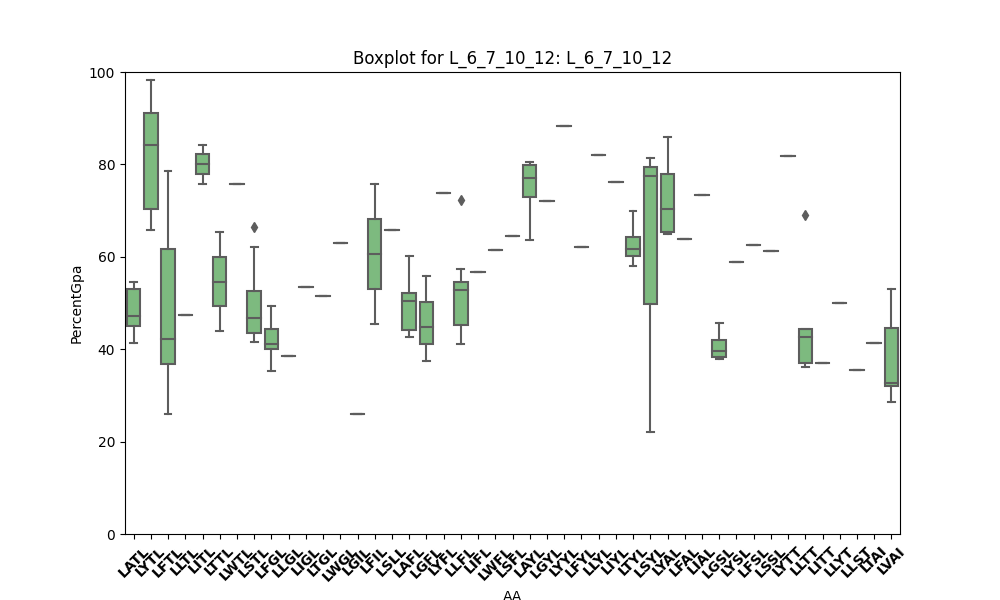 Boxplot for L_6_7_10_12: L_6_7_10_12
PercentGpa
100
80
60
40
20
0
LATL LYTL LFTL LLTL LITL LTTL LWTL LSTL LFGL LLGL LIGL LTGL LWGL LGIL LFIL LSLL LAFL LGFL LYFL LLFL LIFL LWFL LSFL LAYL LGYL LYYL LFYL LLYL LIYL LTYL LSYL LYAL LFAL LIAL LGSL LYSL LFSL LSSL LYTT LLTT LITT LLYT LLST LTAI LVAI
AA